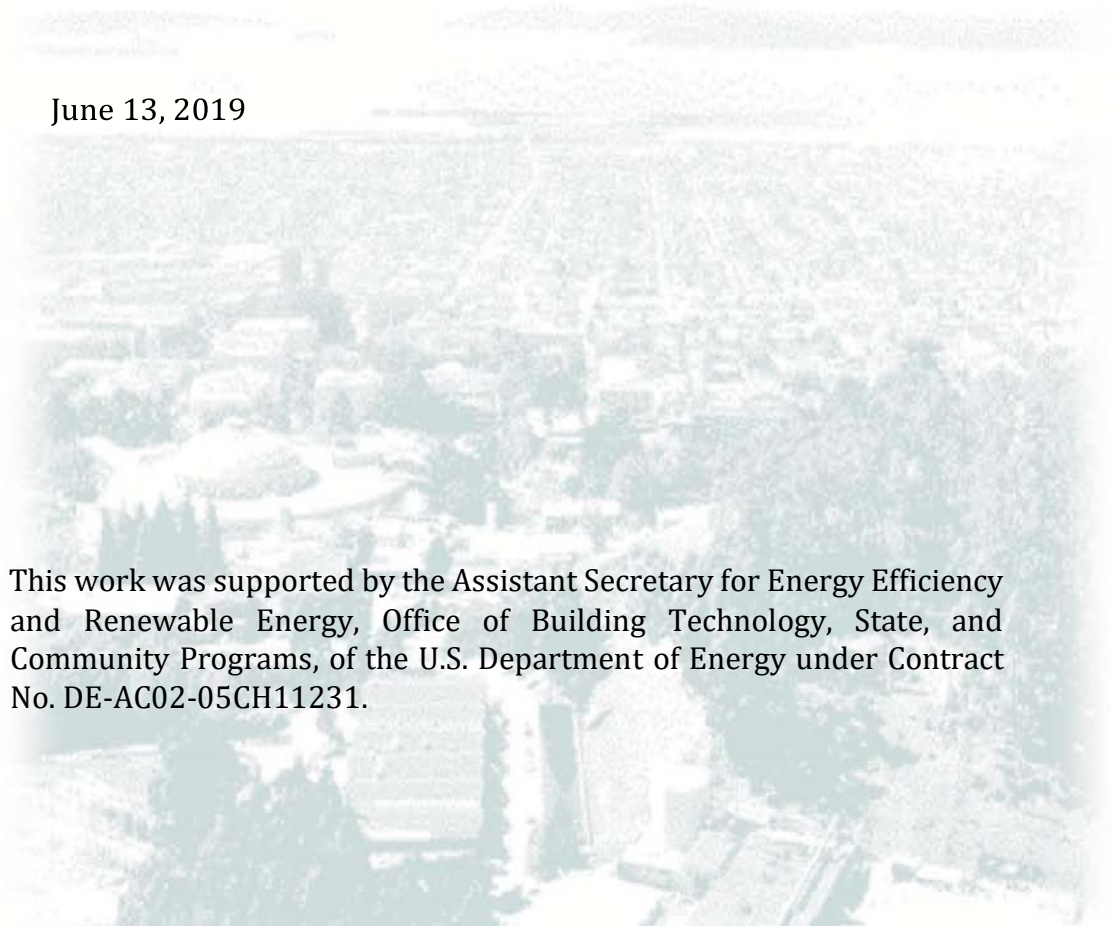 June 13, 2019
This work was supported by the Assistant Secretary for Energy Efficiency
and Renewable Energy, Office of Building Technology, State, and
Community Programs, of the U.S. Department of Energy under Contract
No. DE-AC02-05CH11231.